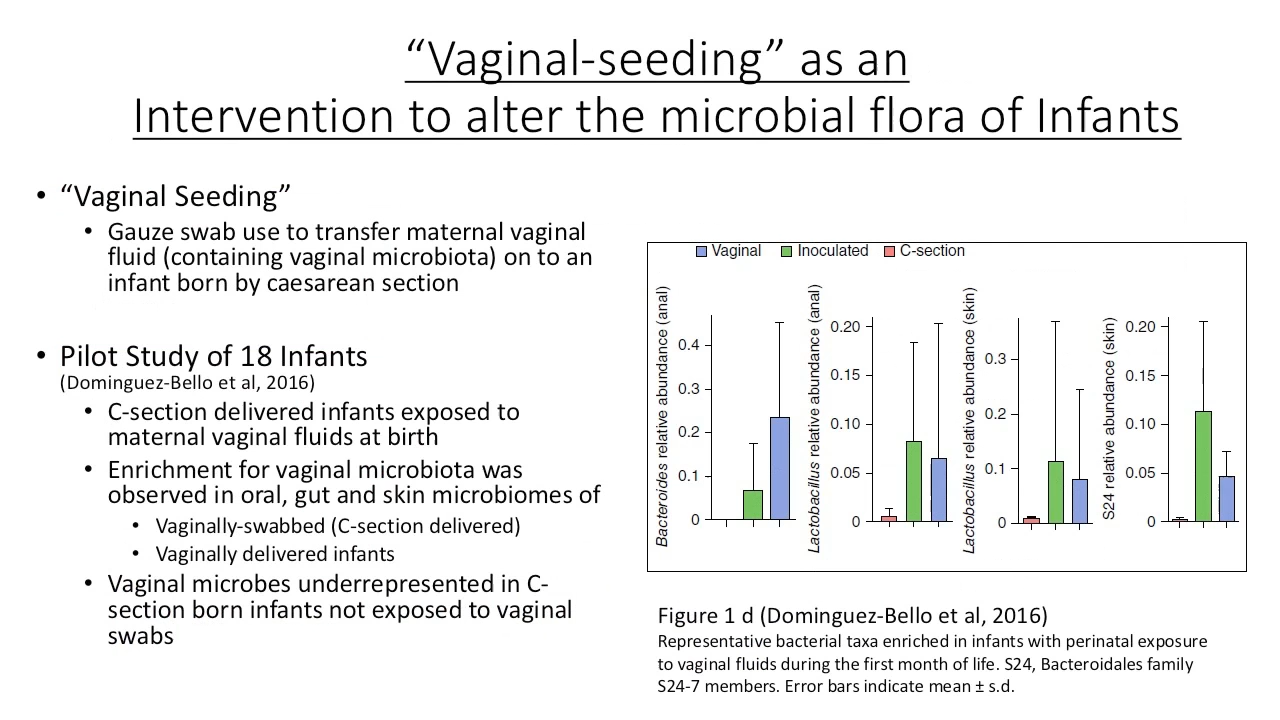 “Vaginal-seeding” as an
Intervention to alter the microbial flora of Infants
• “Vaginal Seeding”
• Gauze swab use to transfer maternal vaginal
fluid (containing vaginal microbiota) on to an
infant born by caesarean section
• Pilot Study of 18 Infants
(Dominguez-Bello et al, 2016)
• C-section delivered infants exposed to
maternal vaginal fluids at birth
• Enrichment for vaginal microbiota was
observed in oral, gut and skin microbiomes of
• Vaginally-swabbed (C-section delivered)
• Vaginally delivered infants
• Vaginal microbes underrepresented in C-
section born infants not exposed to vaginal
swabs
Vaginal Inoculated C-section
Bacteroides relative abundance (anal)
0.4
0.3
0.2
0.1
0
Lactobacillus relative abundance (anal)
0.20
0.15
0.10
0.05
0
Lactobacillus relative abundance (skin)
0.3
0.2
0.1
0
S24 relative abundance (skin)
0.20
0.15
0.10
0.05
0
Figure 1 d (Dominguez-Bello et al, 2016)
Representative bacterial taxa enriched in infants with perinatal exposure
to vaginal fluids during the first month of life. S24, Bacteroidales family
S24-7 members. Error bars indicate mean ± s.d.